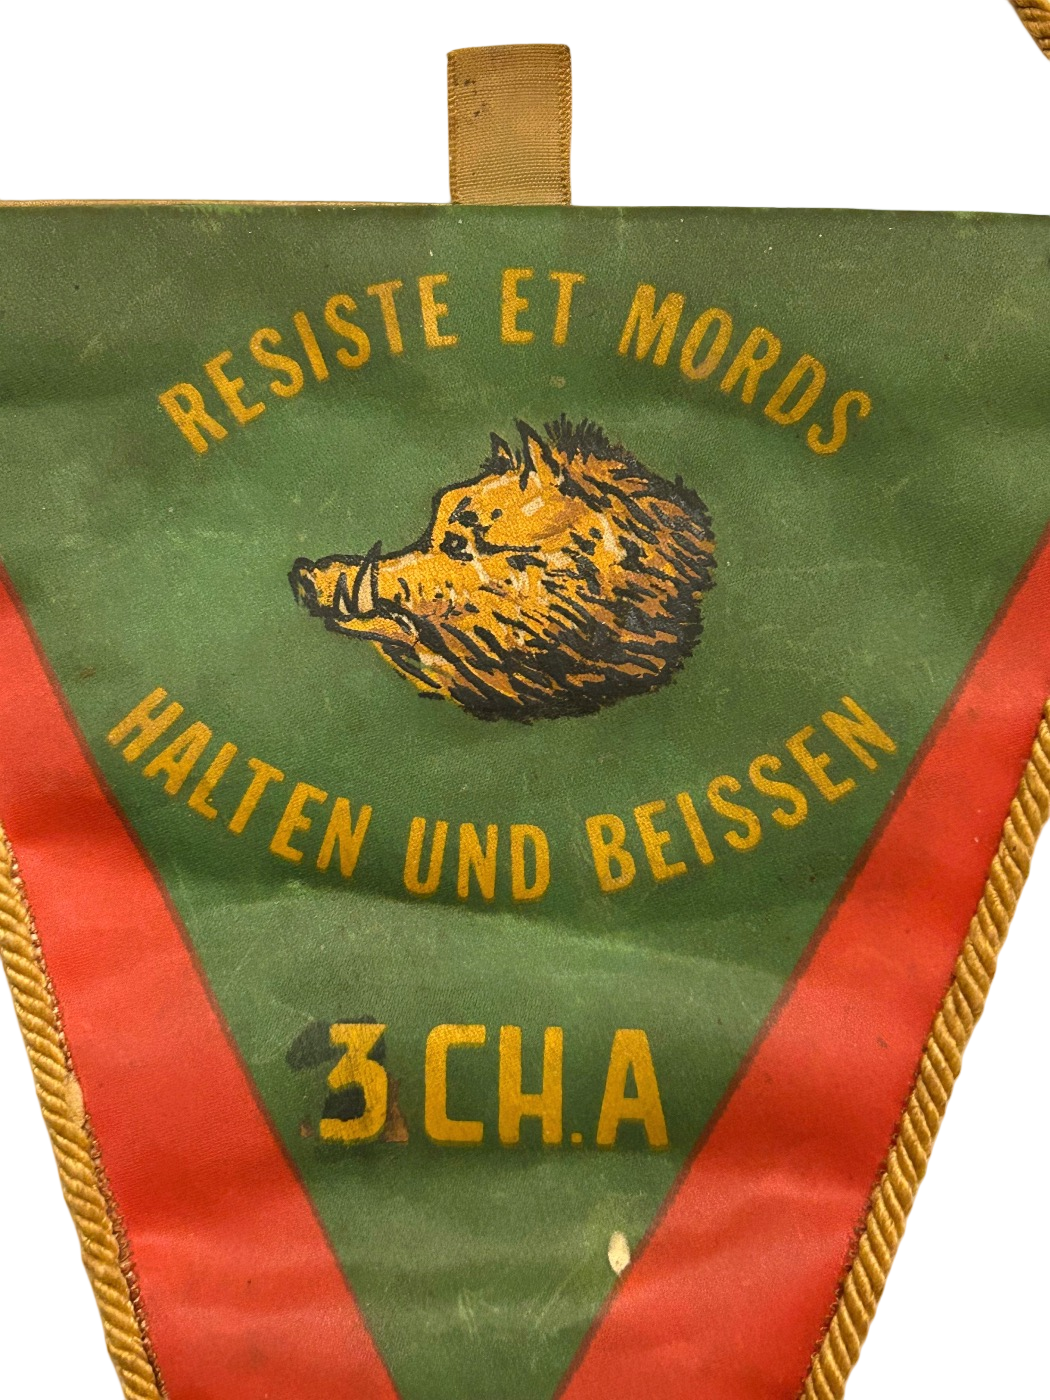 RESISTE ET MORDS
HALTEN UND BEISSEN
3 CH.A